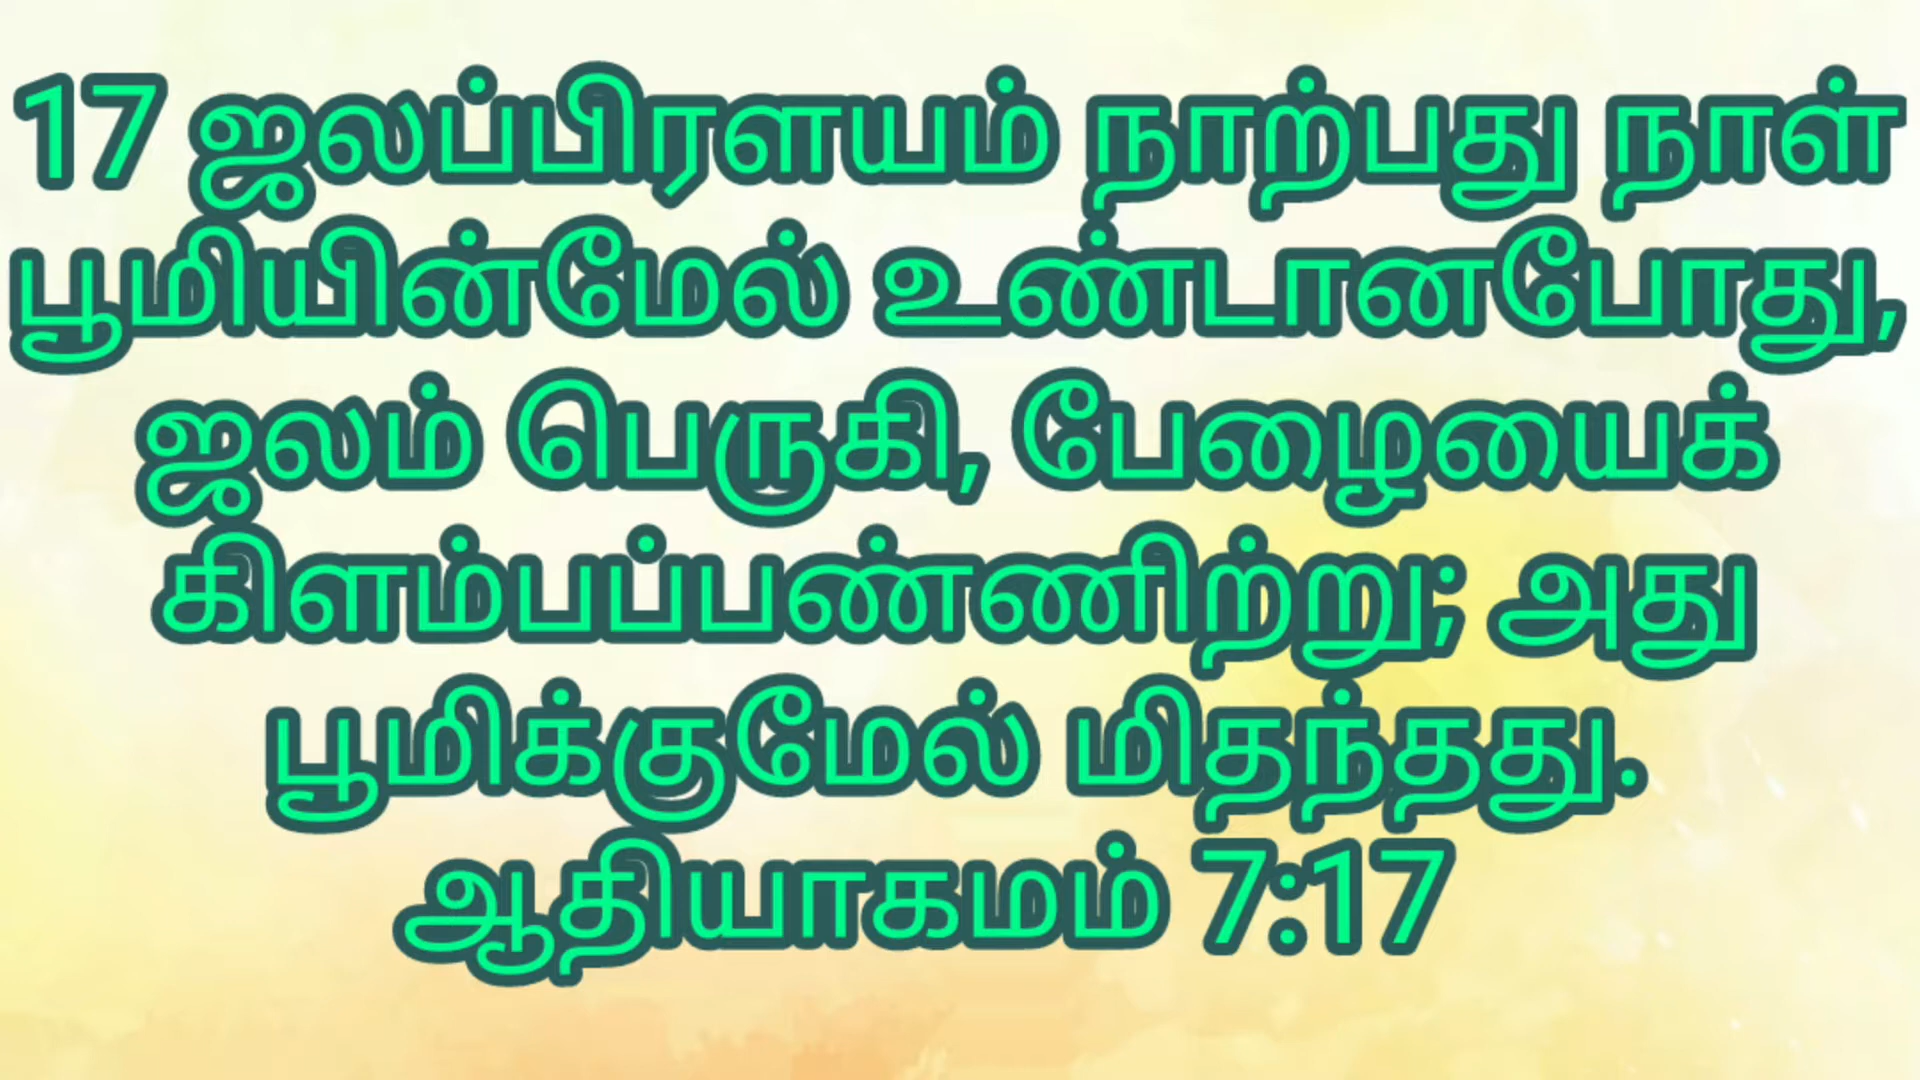 17 ஜலப்பிரளயம் நாற்பது நாள்
பூமியின்மேல் உண்டானபோது,
ஜலம் பெருகி, பேழையைக்
கிளம்பப்பண்ணிற்று; அது
பூமிக்குமேல் மிதந்தது.
ஆதியாகமம் 7:17